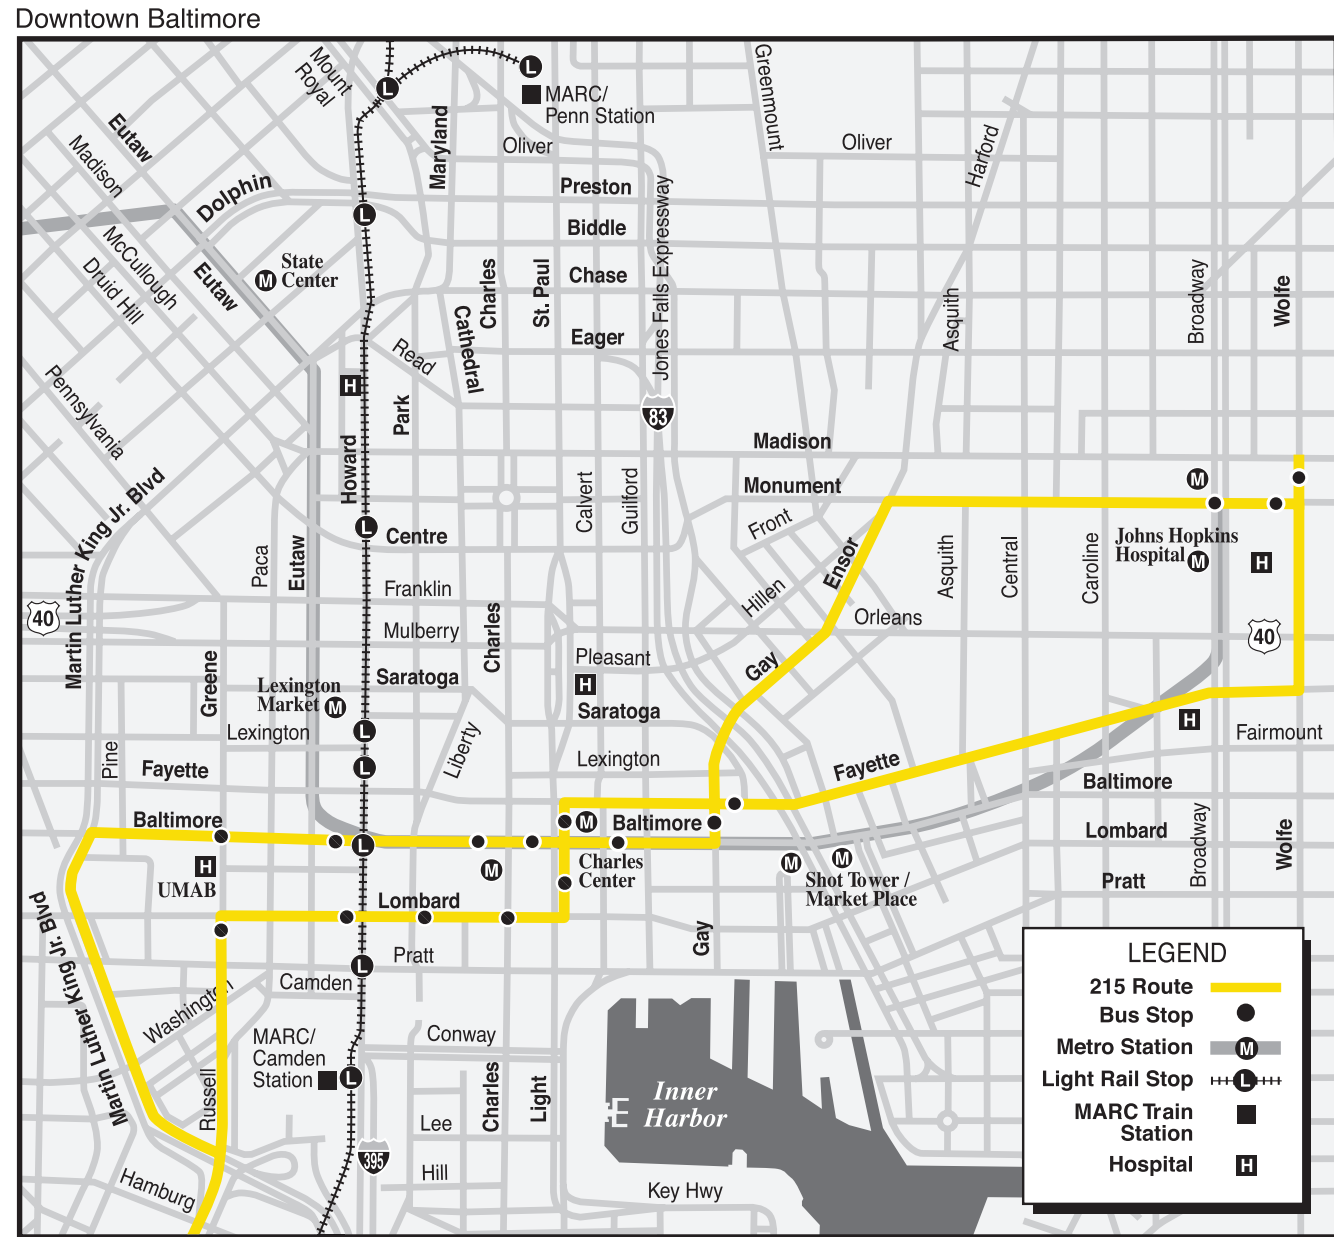 Downtown Baltimore
Mount
Royal
L
L
MARC/
Penn Station
Greenmount
Eutaw
Madison
Maryland
Oliver
Oliver
Harford
Dolphin
Preston
L
Biddle
Jones Falls Expressway
McCullough
Druid Hill
Eutaw
M
State
Center
Charles
St. Paul
Chase
Asquith
Broadway
Wolfe
Cathedral
Eager
Read
Pennsylvania
H
Park
83
Howard
Madison
Martin Luther King Jr. Blvd
Calvert
Guilford
Monument
M
L
Centre
Front
Ensor
Johns Hopkins
Hospital
M
H
Paca
Eutaw
Asquith
Central
Caroline
40
Franklin
Hillen
Orleans
Mulberry
Charles
40
Pleasant
Gay
Greene
Saratoga
H
Lexington
Market
M
Saratoga
H
Lexington
L
Liberty
Lexington
Fairmount
Pine
Fayette
L
Fayette
Baltimore
Baltimore
M
Baltimore
Lombard
Broadway
Wolfe
L
H
UMAB
M
Charles
Center
M
M
Shot Tower /
Market Place
Pratt
Lombard
Martin Luther King Jr. Blvd
Gay
Pratt
L
Camden
Washington
MARC/
Camden
Station
L
Conway
Russell
Charles
Light
Lee
Inner
Harbor
395
Hill
Hamburg
Key Hwy
LEGEND
215 Route
Bus Stop
Metro Station
M
Light Rail Stop
L
MARC Train
Station
Hospital
H